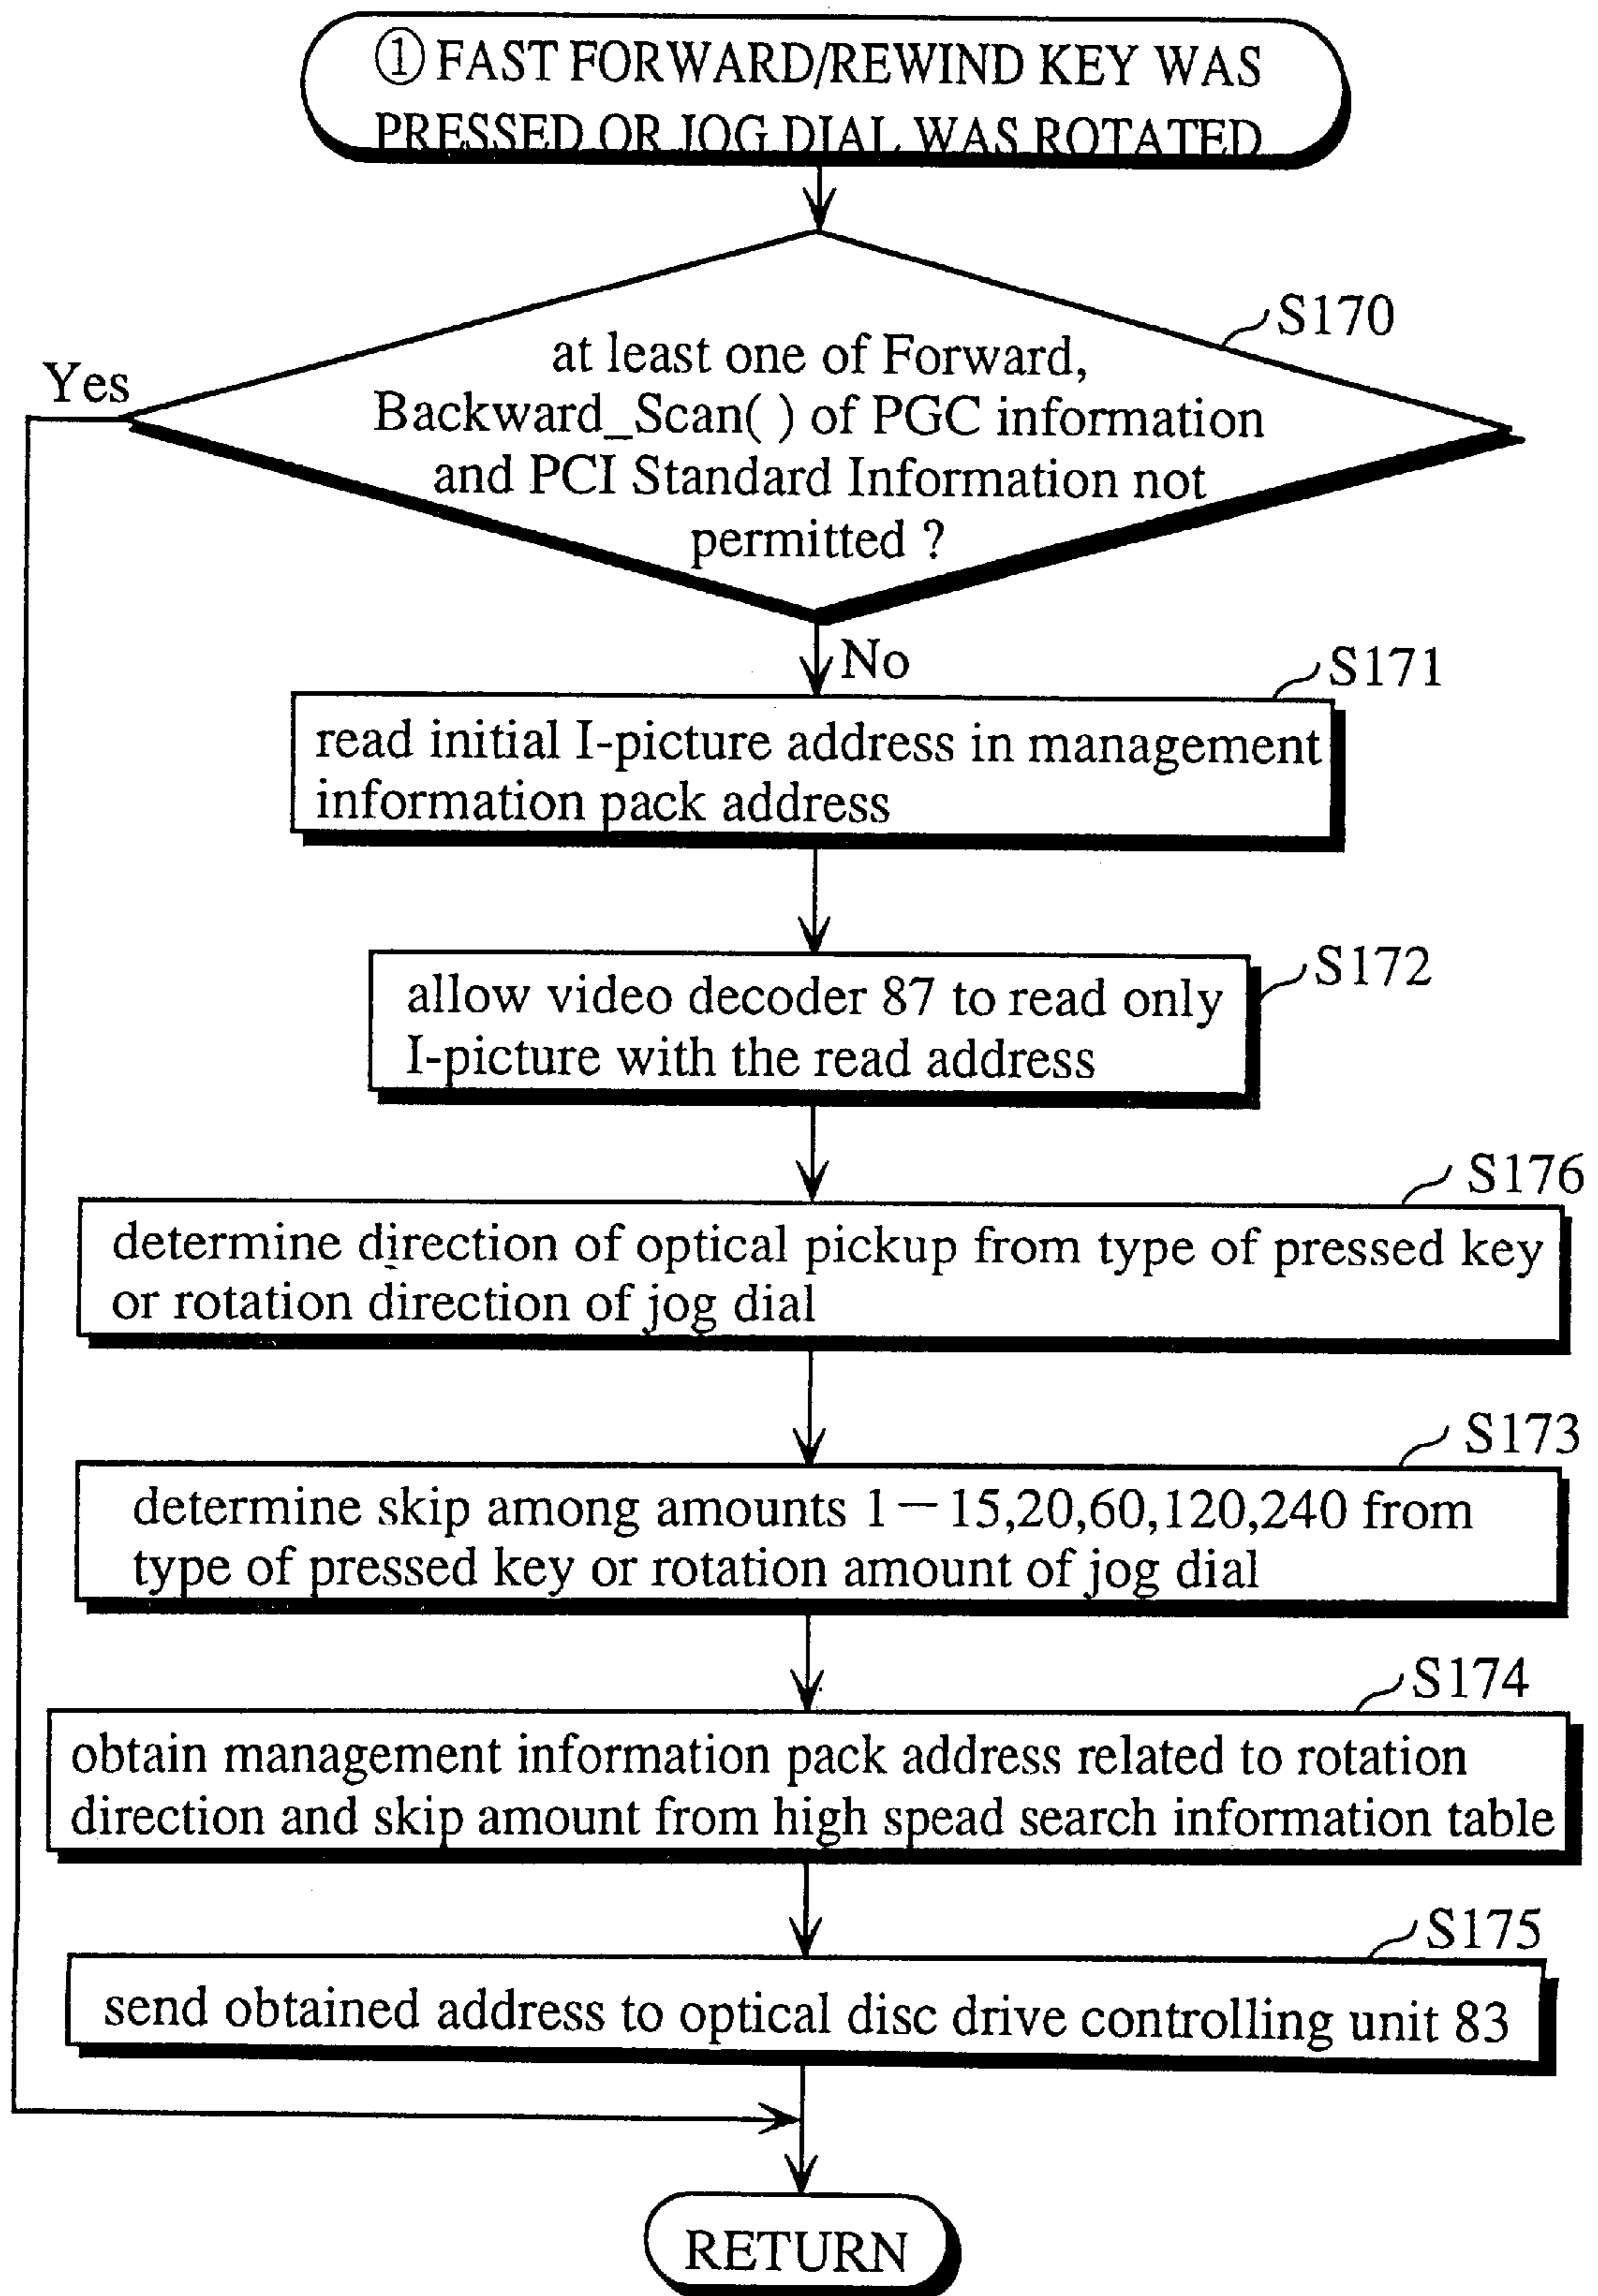 ① FAST FORWARD/REWIND KEY WAS
PRESSED OR JOG DIAL WAS ROTATED
S170
at least one of Forward,
Yes
Backward_Scan( ) of PGC information
and PCI Standard Information not
permitted ?
No
S171
read initial I-picture address in management
information pack address
S172
allow video decoder 87 to read only
I-picture with the read address
S176
determine direction of optical pickup from type of pressed key
or rotation direction of jog dial
S173
determine skip among amounts 1—15,20,60,120,240 from
type of pressed key or rotation amount of jog dial
S174
obtain management information pack address related to rotation
direction and skip amount from high spead search information table
S175
send obtained address to optical disc drive controlling unit 83
RETURN